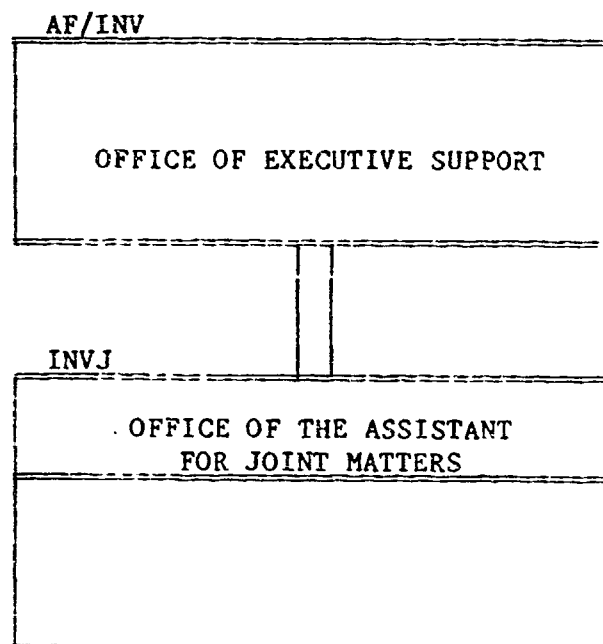 AF/INV
OFFICE OF EXECUTIVE SUPPORT
INVJ
OFFICE OF THE ASSISTANT
FOR JOINT MATTERS